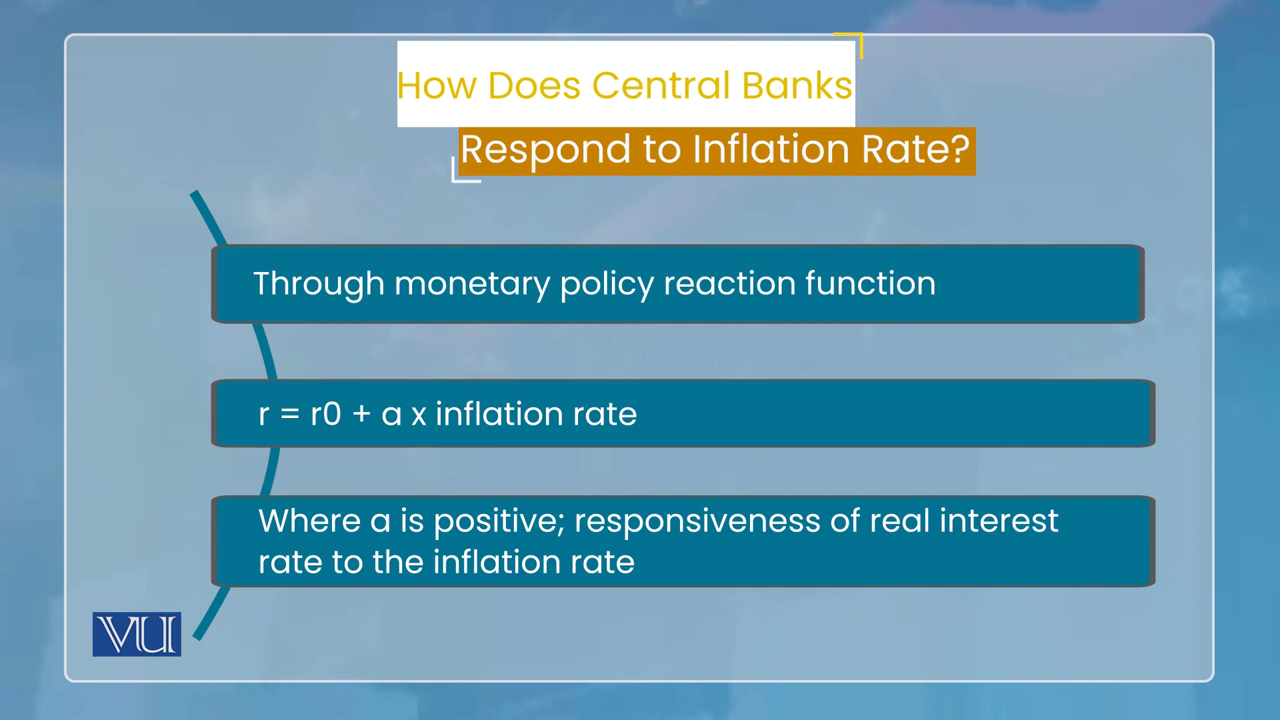 How Does Central Banks
Respond to Inflation Rate?
Through monetary policy reaction function
r = r0 + a x inflation rate
Where a is positive; responsiveness of real interest
rate to the inflation rate
VU